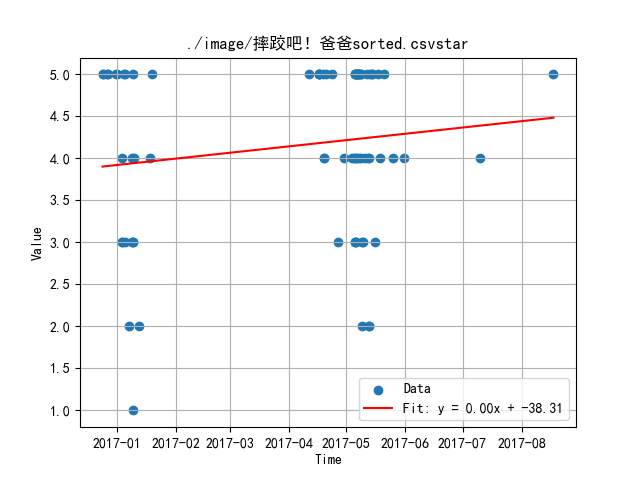 ./image/摔跤吧！爸爸sorted.csvstar
5.0
4.5
4.0
3.5
3.0
2.5
2.0
1.5
1.0
Value
Data
Fit: y = 0.00x + -38.31
2017-01 2017-02 2017-03 2017-04 2017-05 2017-06 2017-07 2017-08
Time